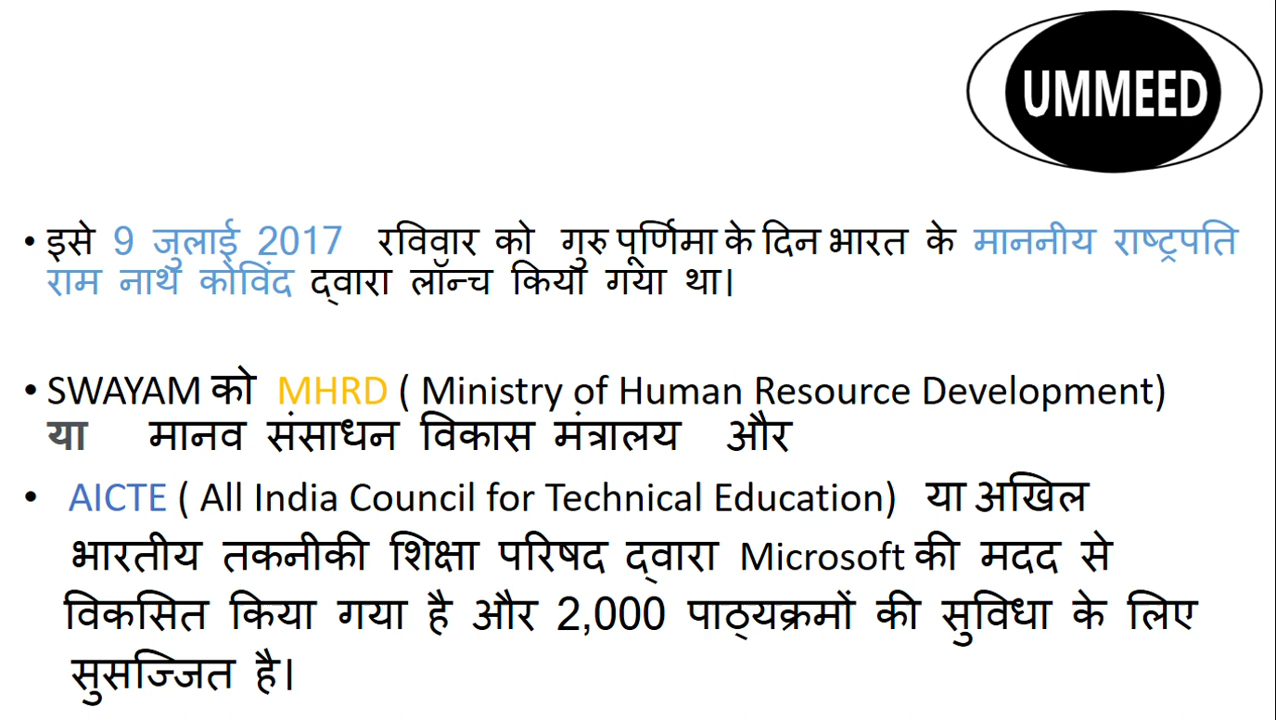 UMMEED
• इसे 9 जुलाई 2017 रविवार को गुरु पूर्णिमा के दिन भारत के माननीय राष्ट्रपति
राम नाथ कोविंद द्वारा लॉन्च किया गया था।
• SWAYAM को MHRD ( Ministry of Human Resource Development)
या मानव संसाधन विकास मंत्रालय और
• AICTE ( All India Council for Technical Education) या अखिल
भारतीय तकनीकी शिक्षा परिषद द्वारा Microsoft की मदद से
विकसित किया गया है और 2,000 पाठ्यक्रमों की सुविधा के लिए
सुसज्जित है।